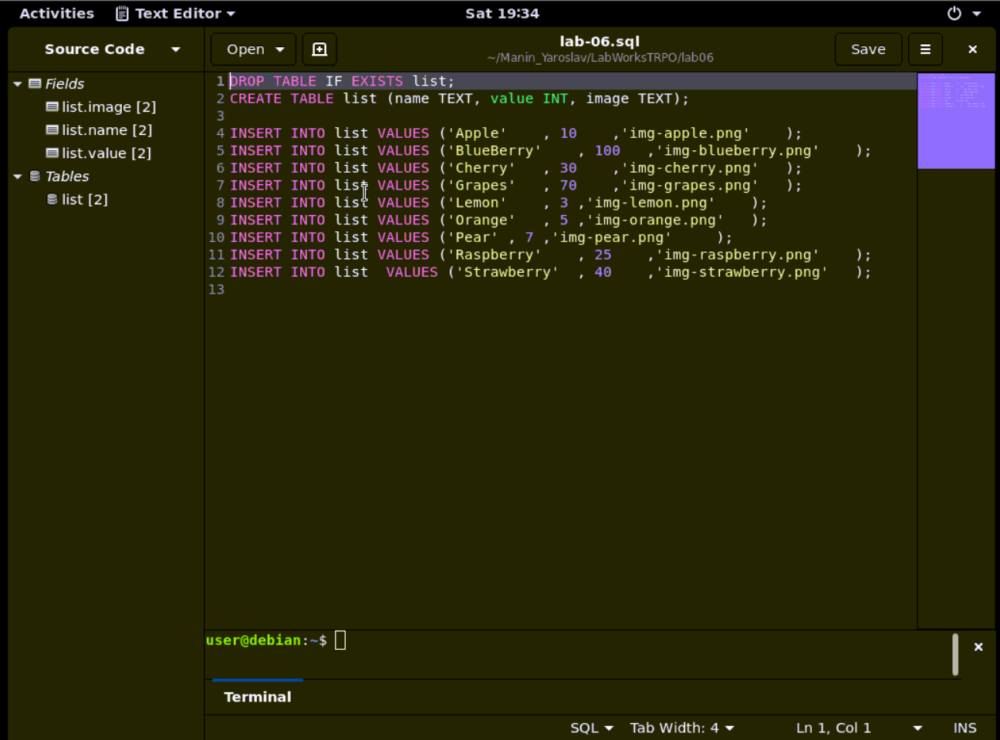 Activities Text Editor Sat 19:34
Source Code Open lab-06.sql Save
~/Manin_Yaroslav/LabWorksTRPO/lab06
Fields
list.image [2]
list.name [2]
list.value [2]
Tables
list [2]
1 DROP TABLE IF EXISTS list;
2 CREATE TABLE list (name TEXT, value INT, image TEXT);
3
4 INSERT INTO list VALUES ('Apple'    , 10    ,'img-apple.png'    );
5 INSERT INTO list VALUES ('BlueBerry'    , 100   ,'img-blueberry.png'    );
6 INSERT INTO list VALUES ('Cherry'   , 30    ,'img-cherry.png'   );
7 INSERT INTO list VALUES ('Grapes'   , 70    ,'img-grapes.png'   );
8 INSERT INTO list VALUES ('Lemon'    , 3 ,'img-lemon.png'    );
9 INSERT INTO list VALUES ('Orange'   , 5 ,'img-orange.png'   );
10 INSERT INTO list VALUES ('Pear' , 7 ,'img-pear.png'     );
11 INSERT INTO list VALUES ('Raspberry'    , 25    ,'img-raspberry.png'    );
12 INSERT INTO list  VALUES ('Strawberry'  , 40    ,'img-strawberry.png'   );
13
user@debian:~$
Terminal
SQL Tab Width: 4 Ln 1, Col 1 INS